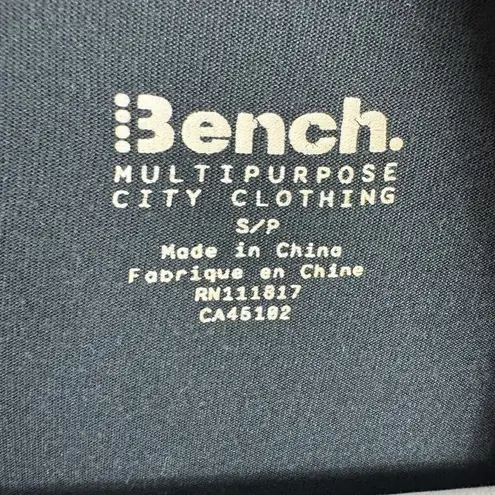 Bench.
MULTIPURPOSE
CITY CLOTHING
S/P
Made in China
Fabrique en Chine
RN111817
CA45102